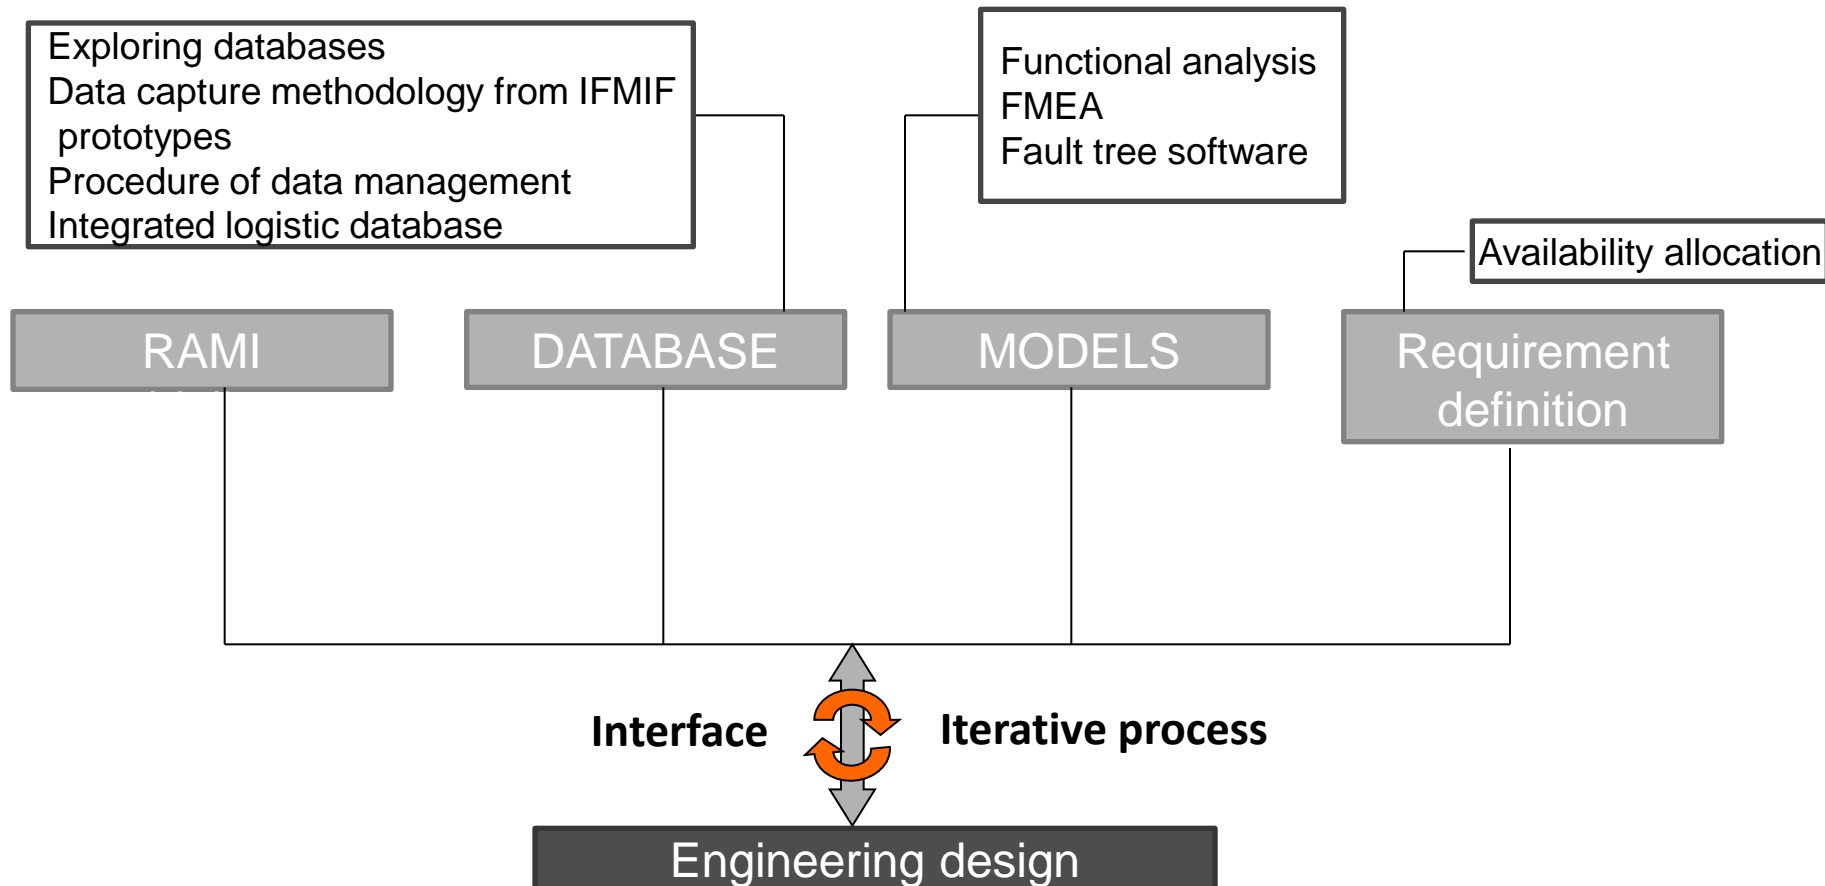 Exploring databases
Data capture methodology from IFMIF
prototypes
Procedure of data management
Integrated logistic database
Functional analysis
FMEA
Fault tree software
Availability allocation
RAMI
DATABASE
MODELS
Requirement
definition
Interface
Iterative process
Engineering design